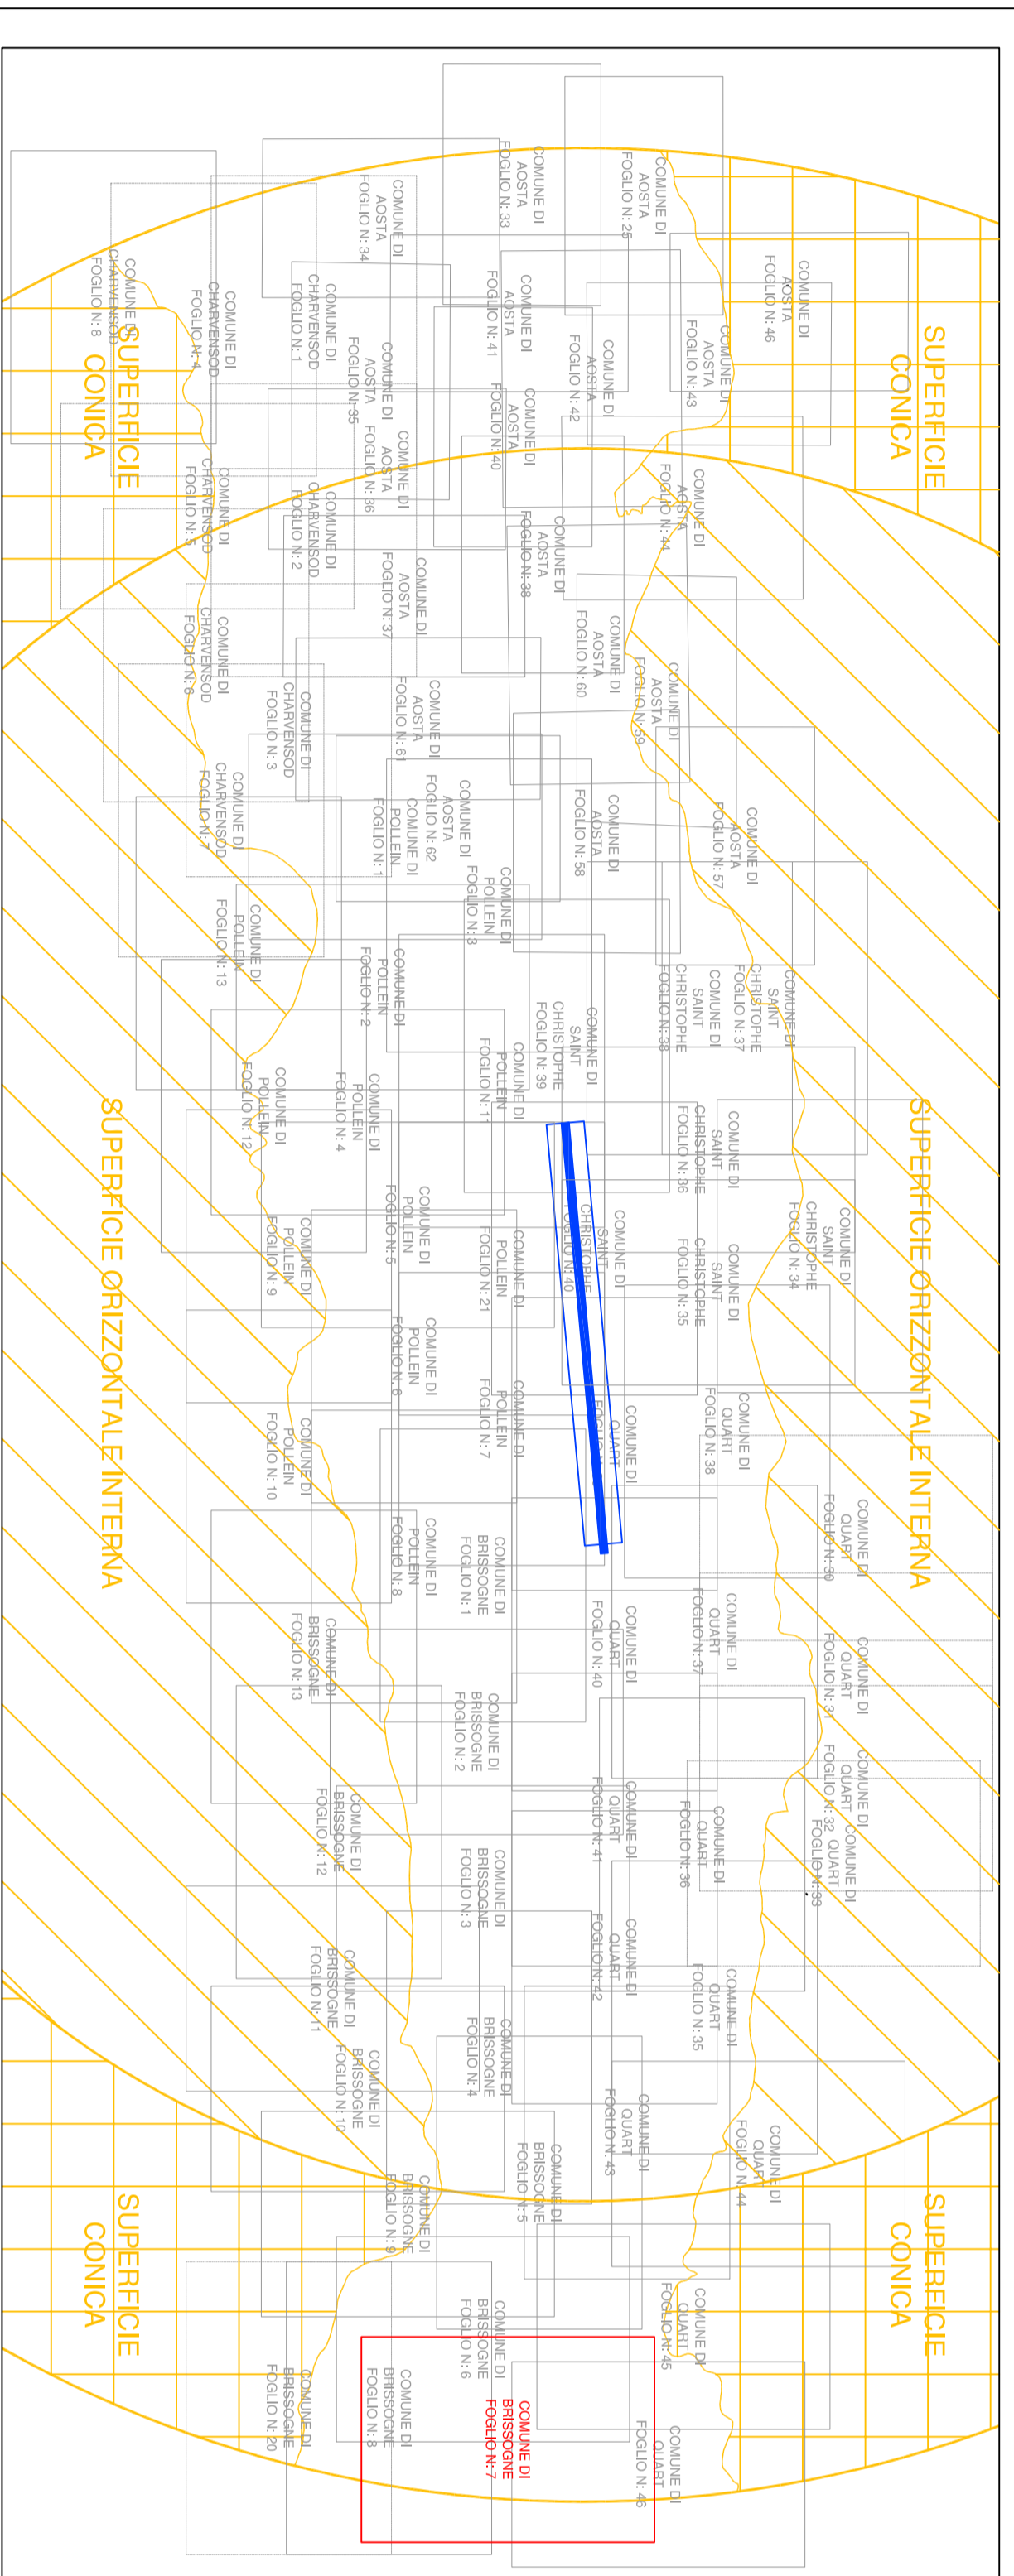 COMUNE DI
AOSTA
FOGLIO N: 33
COMUNE DI
AOSTA
FOGLIO N: 25
COMUNE DI
AOSTA
FOGLIO N: 34
COMUNE DI
AOSTA
FOGLIO N: 46
COMUNE DI
CHARVENSOD
FOGLIO N: 8
COMUNE DI
CHARVENSOD
FOGLIO N: 4
COMUNE DI
CHARVENSOD
FOGLIO N: 1
COMUNE DI
AOSTA
FOGLIO N: 41
COMUNE DI
AOSTA
FOGLIO N: 43
SUPERFICIE
CONICA
SUPERFICIE
CONICA
COMUNE DI
AOSTA
FOGLIO N: 35
COMUNE DI
AOSTA
FOGLIO N: 42
COMUNE DI
AOSTA
FOGLIO N: 40
COMUNE DI
AOSTA
FOGLIO N: 36
COMUNE DI
CHARVENSOD
FOGLIO N: 5
COMUNE DI
CHARVENSOD
FOGLIO N: 2
COMUNE DI
AOSTA
FOGLIO N: 44
COMUNE DI
AOSTA
FOGLIO N: 38
COMUNE DI
AOSTA
FOGLIO N: 37
COMUNE DI
CHARVENSOD
FOGLIO N: 6
COMUNE DI
AOSTA
FOGLIO N: 60
COMUNE DI
AOSTA
FOGLIO N: 59
COMUNE DI
CHARVENSOD
FOGLIO N: 3
COMUNE DI
AOSTA
FOGLIO N: 61
COMUNE DI
CHARVENSOD
FOGLIO N: 7
COMUNE DI
AOSTA
FOGLIO N: 62
COMUNE DI
POLLEIN
FOGLIO N: 1
COMUNE DI
AOSTA
FOGLIO N: 58
COMUNE DI
AOSTA
FOGLIO N: 57
COMUNE DI
POLLEIN
FOGLIO N: 3
COMUNE DI
POLLEIN
FOGLIO N: 13
COMUNE DI
POLLEIN
FOGLIO N: 2
COMUNE DI
SAINT
CHRISTOPHE
FOGLIO N: 37
COMUNE DI
SAINT
CHRISTOPHE
FOGLIO N: 38
COMUNE DI
SAINT
CHRISTOPHE
FOGLIO N: 39
COMUNE DI
POLLEIN
FOGLIO N: 11
COMUNE DI
POLLEIN
FOGLIO N: 12
COMUNE DI
POLLEIN
FOGLIO N: 4
COMUNE DI
SAINT
CHRISTOPHE
FOGLIO N: 36
SUPERFICIE ORIZZONTALE INTERNA
SUPERFICIE ORIZZONTALE INTERNA
COMUNE DI
POLLEIN
FOGLIO N: 5
COMUNE DI
SAINT
CHRISTOPHE
FOGLIO N: 34
COMUNE DI
SAINT
CHRISTOPHE
FOGLIO N: 40
COMUNE DI
POLLEIN
FOGLIO N: 9
COMUNE DI
POLLEIN
FOGLIO N: 21
COMUNE DI
SAINT
CHRISTOPHE
FOGLIO N: 35
COMUNE DI
POLLEIN
FOGLIO N: 6
COMUNE DI
POLLEIN
FOGLIO N: 7
COMUNE DI
QUART
FOGLIO N: 38
COMUNE DI
QUART
COMUNE DI
POLLEIN
FOGLIO N: 10
COMUNE DI
QUART
FOGLIO N: 30
COMUNE DI
POLLEIN
FOGLIO N: 8
COMUNE DI
BRISSOGNE
FOGLIO N: 1
COMUNE DI
QUART
FOGLIO N: 37
COMUNE DI
QUART
FOGLIO N: 40
COMUNE DI
BRISSOGNE
FOGLIO N: 13
COMUNE DI
QUART
FOGLIO N: 31
COMUNE DI
BRISSOGNE
FOGLIO N: 2
COMUNE DI
QUART
FOGLIO N: 32
COMUNE DI
QUART
FOGLIO N: 41
COMUNE DI
BRISSOGNE
FOGLIO N: 12
COMUNE DI
QUART
FOGLIO N: 36
COMUNE DI
QUART
FOGLIO N: 33
COMUNE DI
BRISSOGNE
FOGLIO N: 3
COMUNE DI
QUART
FOGLIO N: 42
COMUNE DI
BRISSOGNE
FOGLIO N: 11
COMUNE DI
QUART
FOGLIO N: 35
COMUNE DI
BRISSOGNE
FOGLIO N: 4
COMUNE DI
BRISSOGNE
FOGLIO N: 10
COMUNE DI
QUART
FOGLIO N: 43
COMUNE DI
QUART
FOGLIO N: 44
COMUNE DI
BRISSOGNE
FOGLIO N: 5
COMUNE DI
BRISSOGNE
FOGLIO N: 9
SUPERFICIE
CONICA
SUPERFICIE
CONICA
COMUNE DI
QUART
FOGLIO N: 45
COMUNE DI
BRISSOGNE
FOGLIO N: 6
COMUNE DI
BRISSOGNE
FOGLIO N: 20
COMUNE DI
BRISSOGNE
FOGLIO N: 8
COMUNE DI
BRISSOGNE
FOGLIO N: 7
COMUNE DI
QUART
FOGLIO N: 46